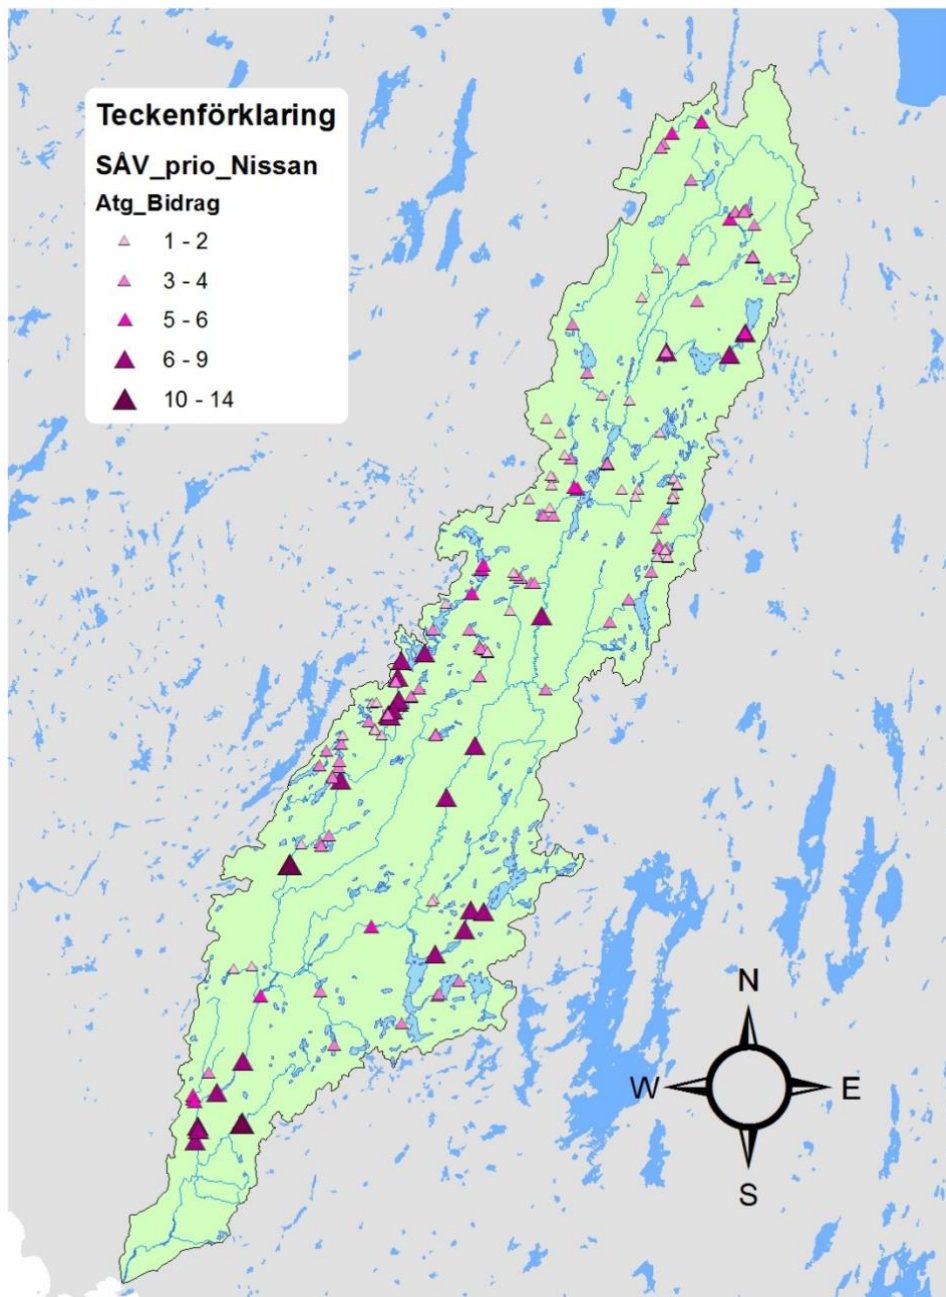 Teckenförklaring
SÅV_prio_Nissan
Atg_Bidrag
1 - 2
3 - 4
5 - 6
6 - 9
10 - 14
N
W E
S